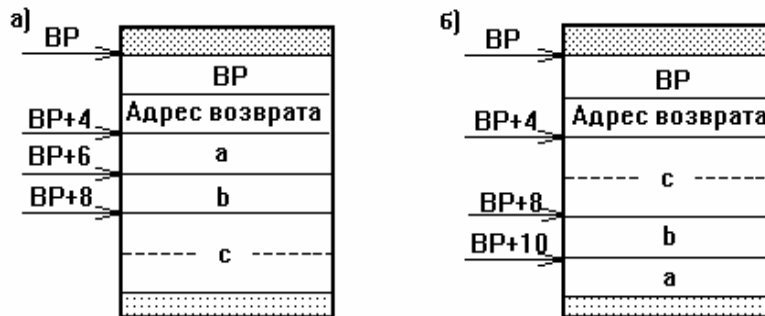 а)
BP
BP
BP+4
Адрес возврата
BP+6
a
BP+8
b
c
б)
BP
BP
BP+4
Адрес возврата
c
BP+8
b
BP+10
a